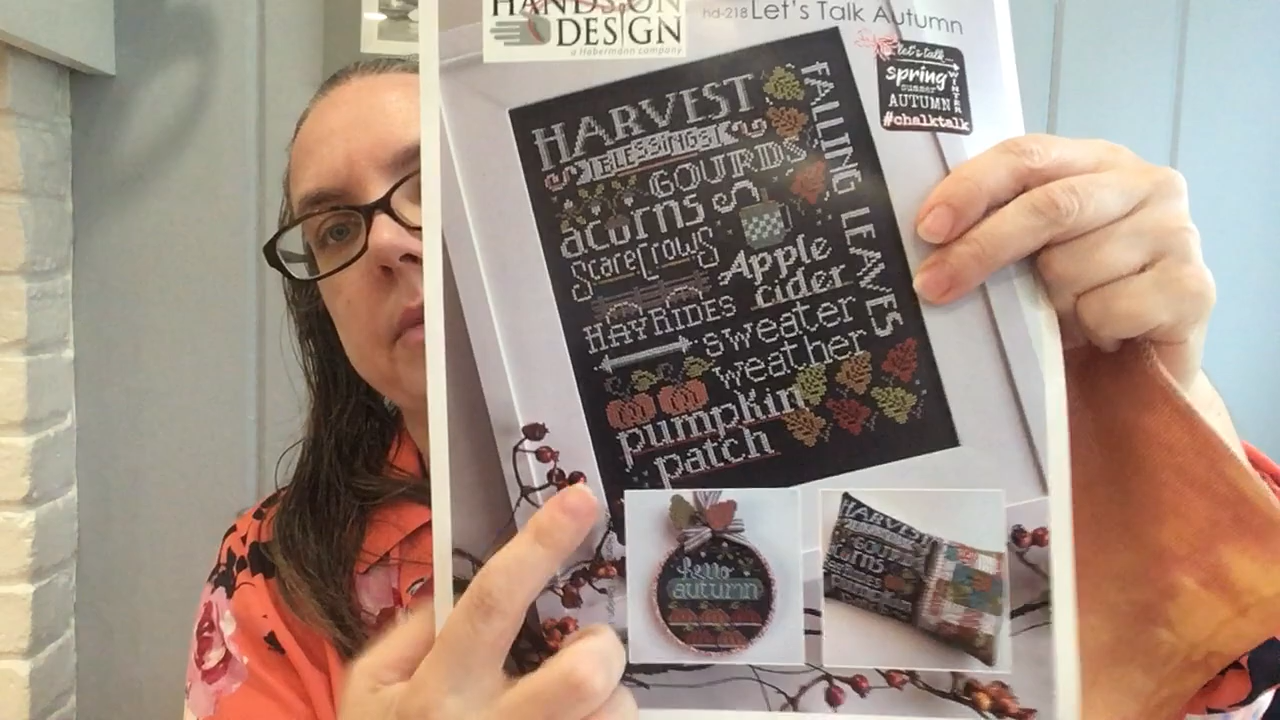 HANDS ON
DESIGN
a Habermann company
hd-218 Let's Talk Autumn
let's talk...
spring
summer
AUTUMN
WINTER
#chalktalk
HARVEST
BLESSINGS
GOURDS
acorns
ScareCrowS
Apple
cider
HAYRIDES
sweater
weather
pumpkin
patch
FALLING LEAVES
hello
autumn
HARVEST